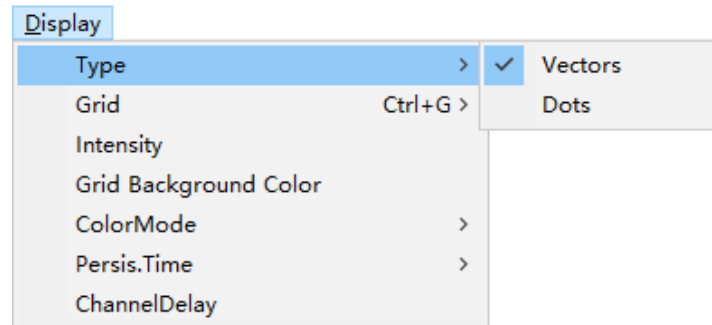 Display
Type > ✓ Vectors
Grid Ctrl+G > Dots
Intensity
Grid Background Color
ColorMode >
Persis.Time >
ChannelDelay